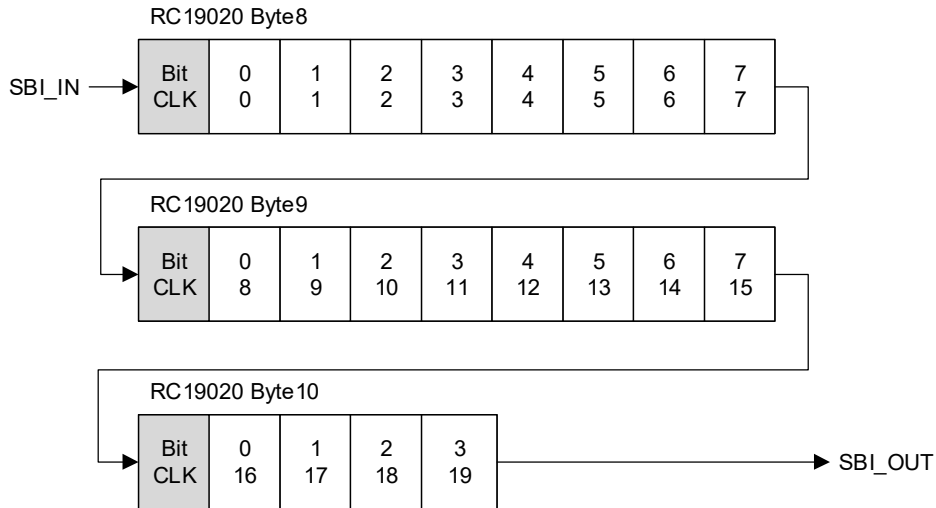 RC19020 Byte8
SBI_IN
Bit 0 1 2 3 4 5 6 7
CLK 0 1 2 3 4 5 6 7
RC19020 Byte9
Bit 0 1 2 3 4 5 6 7
CLK 8 9 10 11 12 13 14 15
RC19020 Byte10
Bit 0 1 2 3
CLK 16 17 18 19
SBI_OUT